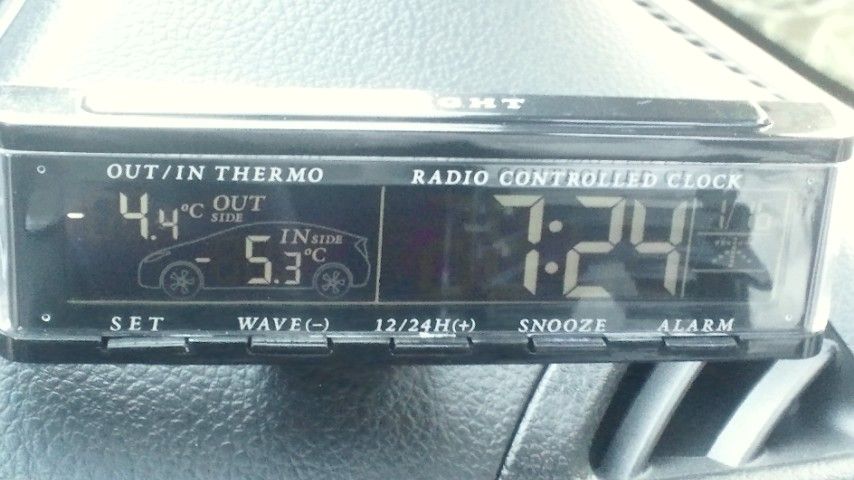 GHT
OUT/IN THERMO
RADIO CONTROLLED CLOCK
-4.4°C OUT SIDE
IN SIDE
-5.3°C
7:24
SET WAVE(-) 12/24H(+) SNOOZE ALARM